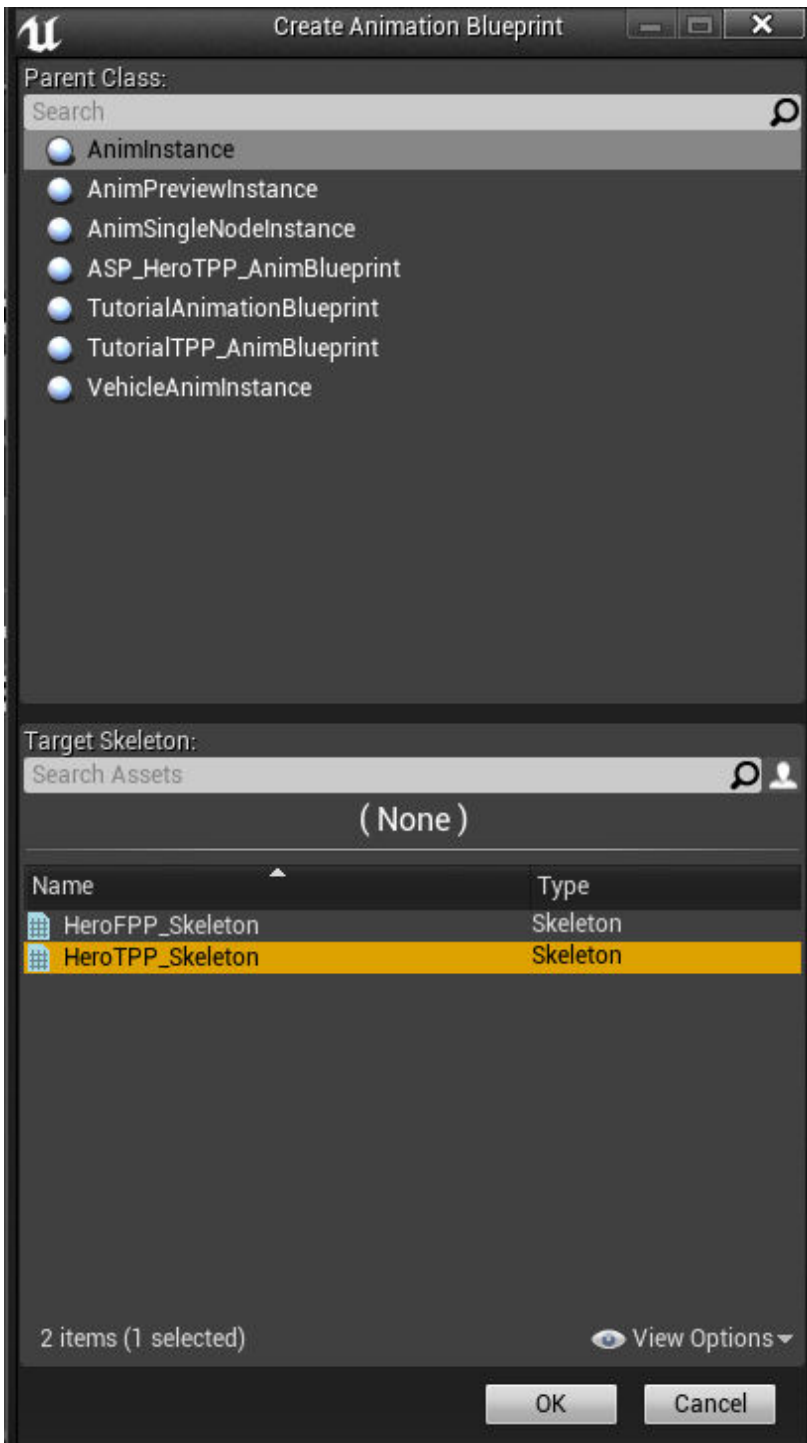 Create Animation Blueprint
Parent Class:
Search
AnimInstance
AnimPreviewInstance
AnimSingleNodeInstance
ASP_HeroTPP_AnimBlueprint
TutorialAnimationBlueprint
TutorialTPP_AnimBlueprint
VehicleAnimInstance
Target Skeleton:
Search Assets
( None )
Name Type
HeroFPP_Skeleton Skeleton
HeroTPP_Skeleton Skeleton
2 items (1 selected) View Options
OK Cancel